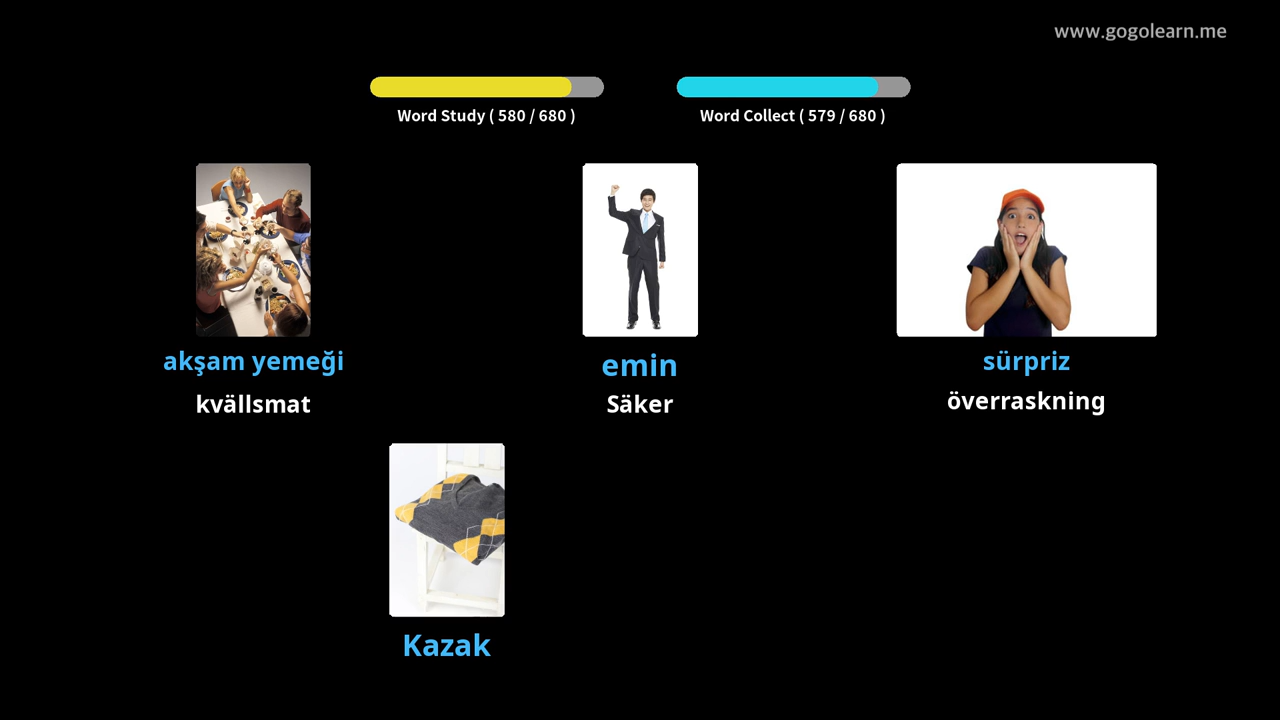 www.gogolearn.me
Word Study ( 580 / 680 )
Word Collect ( 579 / 680 )
akşam yemeği
kvällsmat
emin
Säker
sürpriz
överraskning
Kazak